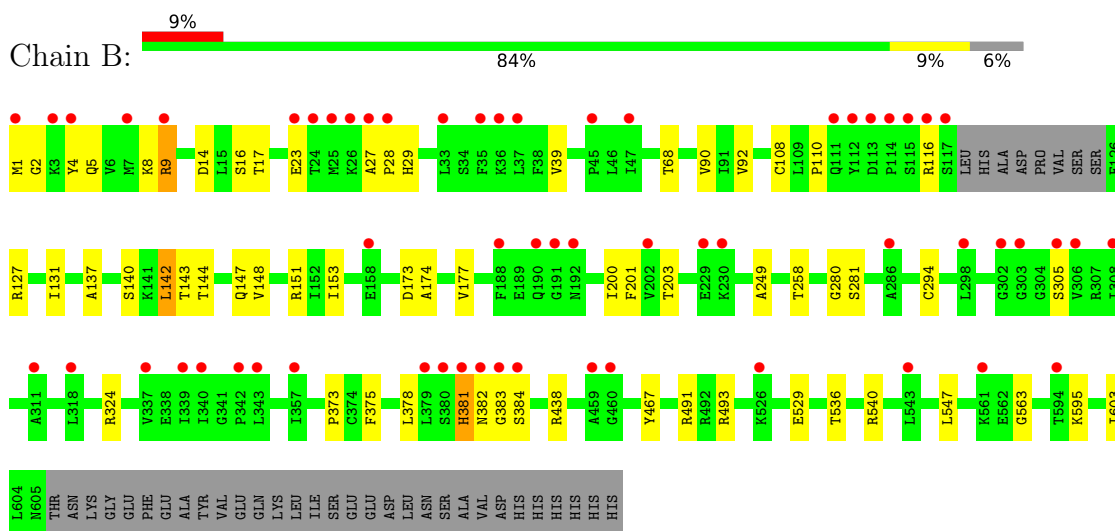 9%
Chain B:
84% 9% 6%
M1 G2 K3 Y4 Q5 V6 M7 K8 R9 D14 L15 S16 T17 E23 T24 M25 K26 A27 P28 H29 L33 S34 F35 K36 L37 F38 V39 P45 L46 I47 T68 V90 I91 V92 C108 L109 P110 Q111 Y112 D113 P114 S115 R116 S117 LEU HIS ALA ASP PRO VAL SER SER E126
R127 I131 A137 S140 K141 L142 T143 T144 Q147 V148 R151 I152 I153 E158 D173 A174 V177 F188 E189 Q190 G191 N192 I200 F201 V202 T203 E229 K230 A249 T258 G280 S281 A286 C294 L298 G302 G303 G304 S305 V306 R307 L308
A311 L318 R324 V337 E338 I339 I340 G341 P342 L343 I357 P373 C374 F375 L378 L379 S380 H381 N382 G383 S384 R438 A459 G460 Y467 R491 R492 R493 K526 E529 T536 R540 L543 L547 K561 E562 G563 T594 K595 I603
L604 N605 THR ASN LYS GLY GLU PHE GLU ALA TYR VAL GLU GLN LYS LEU ILE SER GLU GLU ASP LEU ASN SER ALA VAL ASP HIS HIS HIS HIS HIS HIS